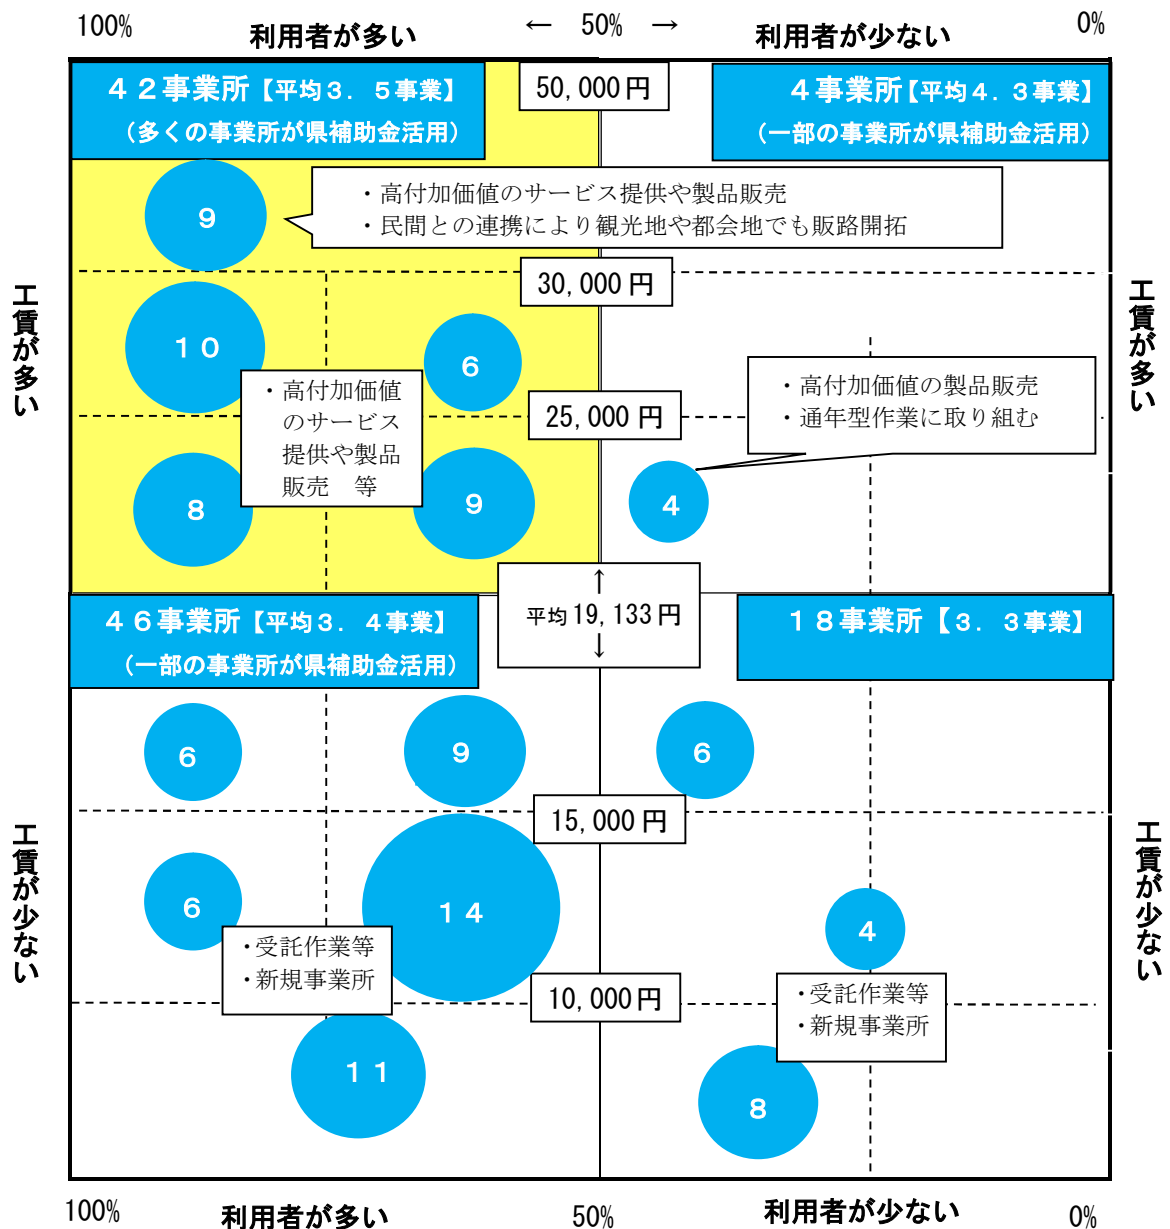 100%
利用者が多い
← 50% →
利用者が少ない
0%
42事業所【平均3.5事業】
(多くの事業所が県補助金活用)
50,000円
4事業所【平均4.3事業】
(一部の事業所が県補助金活用)
9
・高付加価値のサービス提供や製品販売
・民間との連携により観光地や都会地でも販路開拓
30,000円
工賃が多い
工賃が多い
10
6
・高付加価値
のサービス
提供や製品
販売 等
・高付加価値の製品販売
・通年型作業に取り組む
25,000円
8
9
4
↑
平均19,133円
↓
46事業所【平均3.4事業】
(一部の事業所が県補助金活用)
18事業所【3.3事業】
6
9
6
15,000円
工賃が少ない
工賃が少ない
6
14
4
・受託作業等
・新規事業所
10,000円
・受託作業等
・新規事業所
11
8
100%
利用者が多い
50%
利用者が少ない
0%